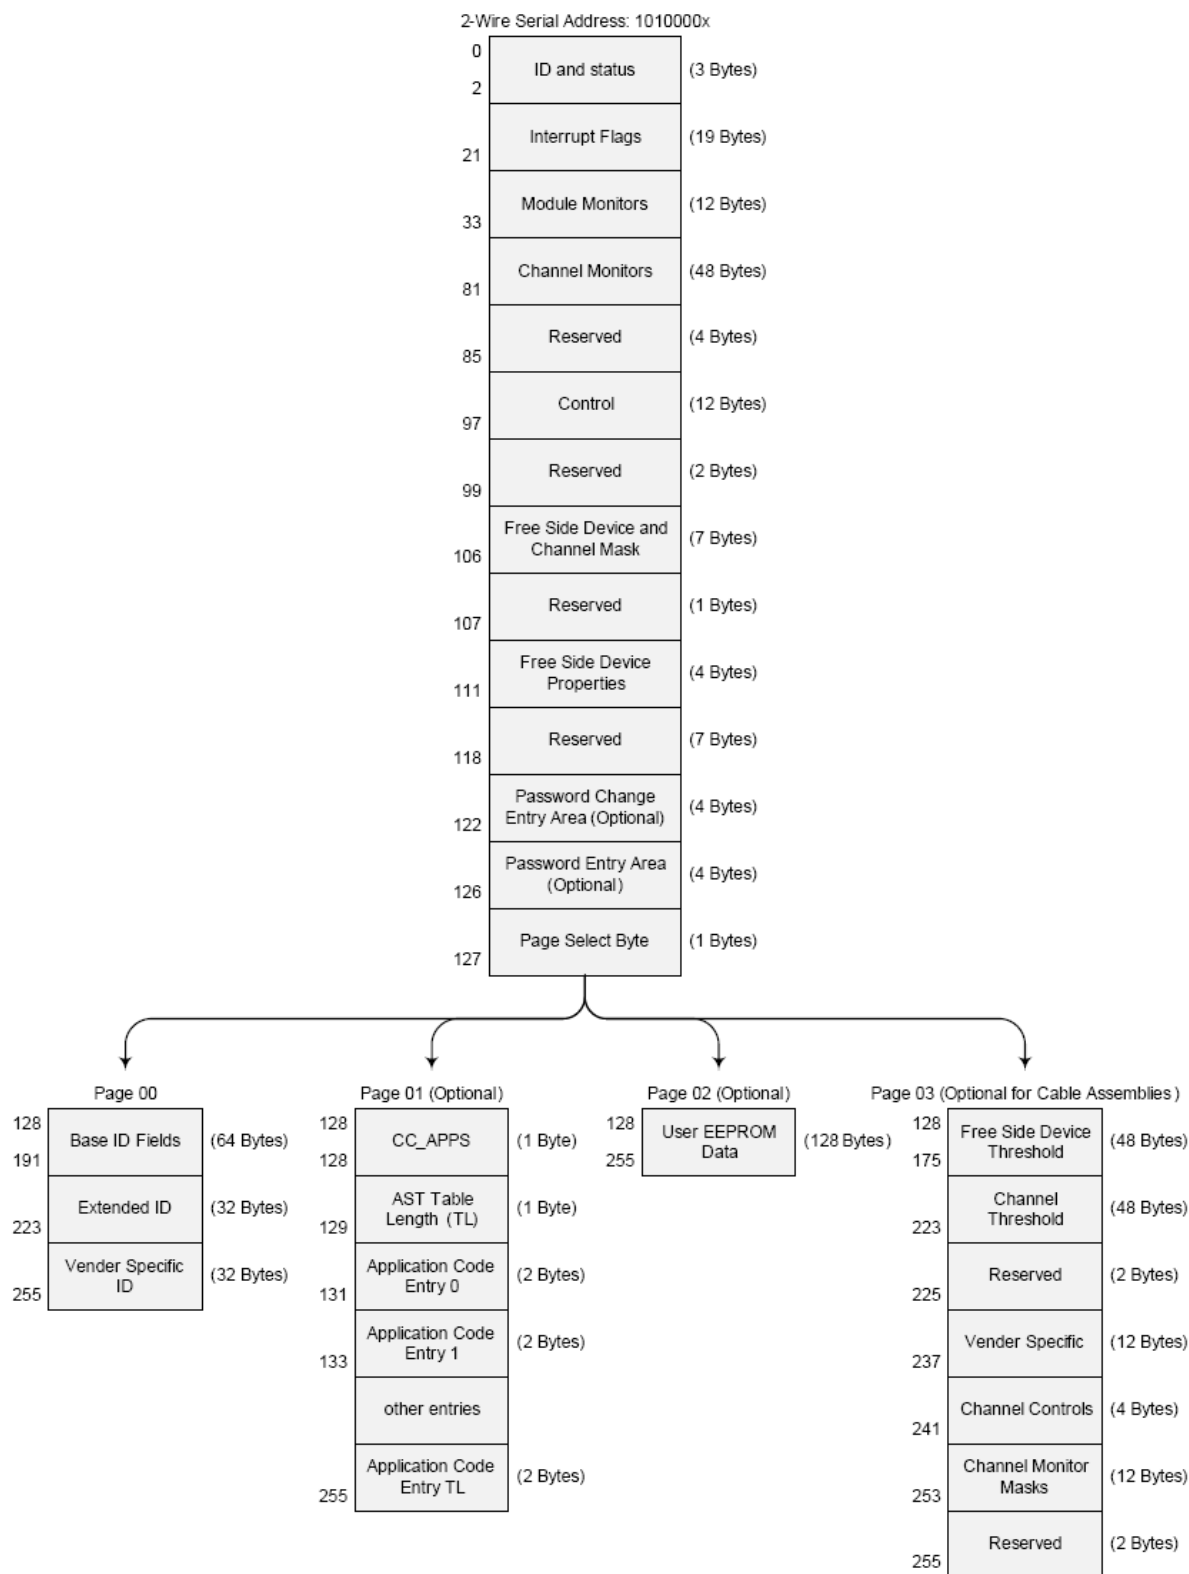 2-Wire Serial Address: 1010000x
0
ID and status
(3 Bytes)
2
Interrupt Flags
(19 Bytes)
21
Module Monitors
(12 Bytes)
33
Channel Monitors
(48 Bytes)
81
Reserved
(4 Bytes)
85
Control
(12 Bytes)
97
Reserved
(2 Bytes)
99
Free Side Device and
Channel Mask
(7 Bytes)
106
Reserved
(1 Bytes)
107
Free Side Device
Properties
(4 Bytes)
111
Reserved
(7 Bytes)
118
Password Change
Entry Area (Optional)
(4 Bytes)
122
Password Entry Area
(Optional)
(4 Bytes)
126
Page Select Byte
(1 Bytes)
127
Page 00
128
Base ID Fields
(64 Bytes)
191
Extended ID
(32 Bytes)
223
Vender Specific
ID
(32 Bytes)
255
Page 01 (Optional)
128
CC_APPS
(1 Byte)
128
AST Table
Length (TL)
(1 Byte)
129
Application Code
Entry 0
(2 Bytes)
131
Application Code
Entry 1
(2 Bytes)
133
other entries
Application Code
Entry TL
(2 Bytes)
255
Page 02 (Optional)
128
User EEPROM
Data
(128 Bytes)
255
Page 03 (Optional for Cable Assemblies)
128
Free Side Device
Threshold
(48 Bytes)
175
Channel
Threshold
(48 Bytes)
223
Reserved
(2 Bytes)
225
Vender Specific
(12 Bytes)
237
Channel Controls
(4 Bytes)
241
Channel Monitor
Masks
(12 Bytes)
253
Reserved
(2 Bytes)
255